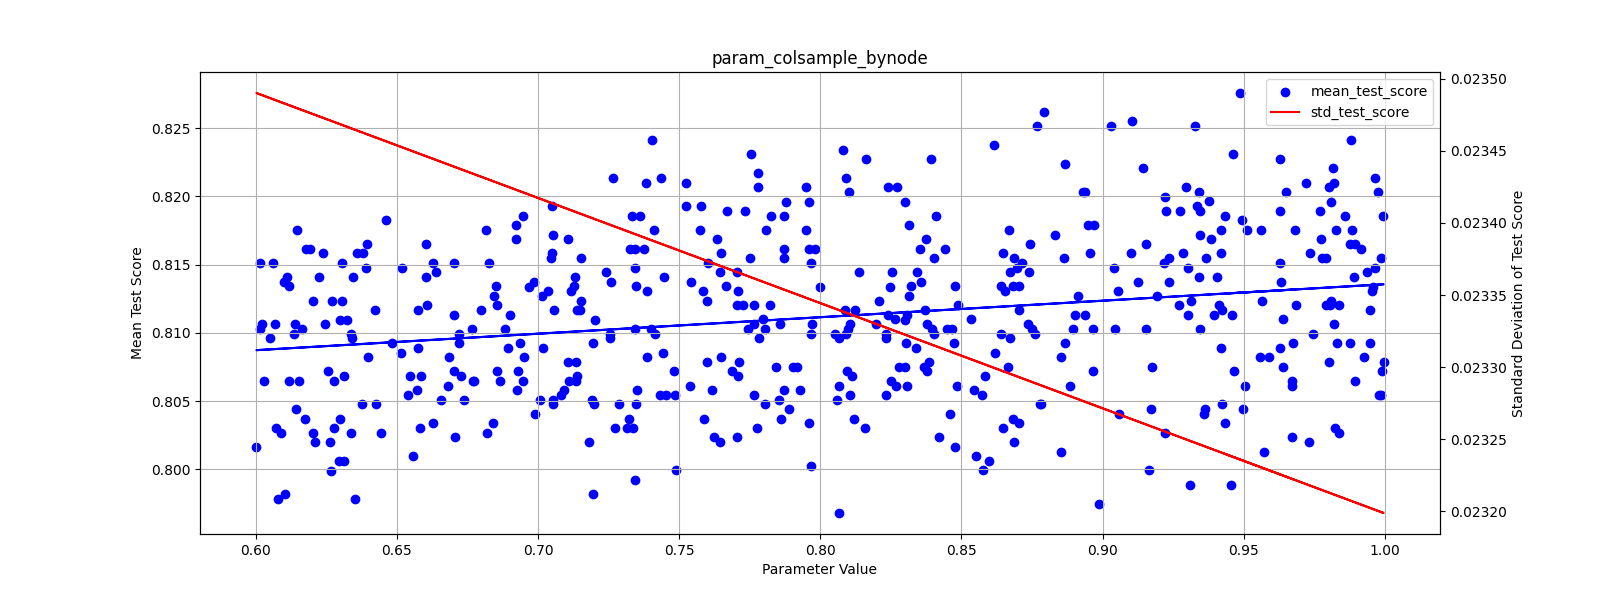 param_colsample_bynode
mean_test_score
std_test_score
Mean Test Score
0.825
0.820
0.815
0.810
0.805
0.800
0.02350
0.02345
0.02340
0.02335
0.02330
0.02325
0.02320
Standard Deviation of Test Score
0.60 0.65 0.70 0.75 0.80 0.85 0.90 0.95 1.00
Parameter Value